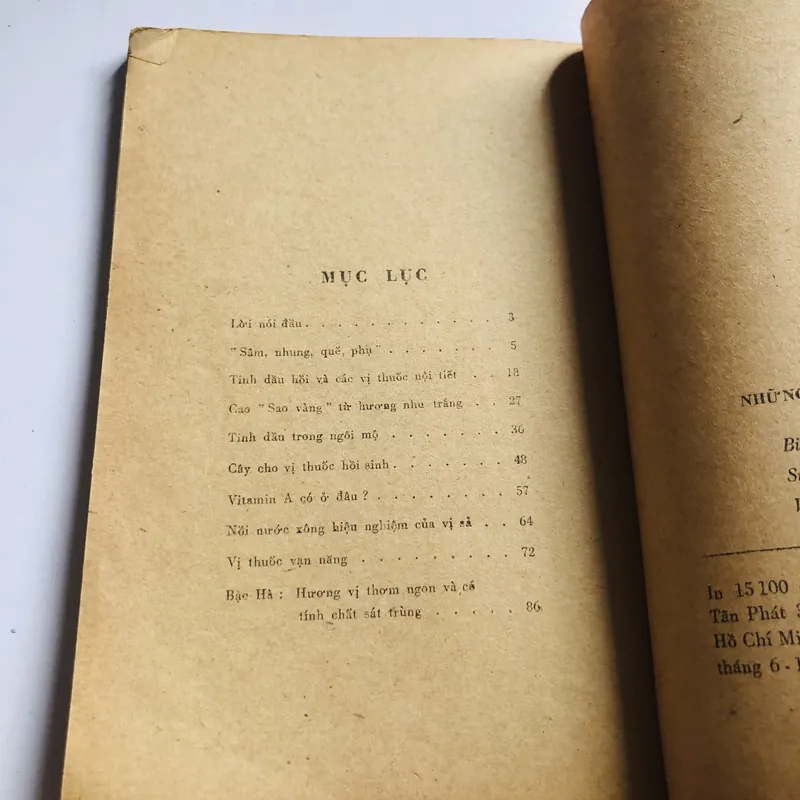 MỤC LỤC
Lời nói đầu . . . . . . . . . . . . 3
"Sâm, nhung, quế, phụ" . . . . . . . 5
Tinh dầu hồi và các vị thuốc nội tiết . . 18
Cao "Sao vàng" từ hương nhu trắng . . 27
Tinh dầu trong ngôi mộ . . . . . . . 36
Cây cho vị thuốc hồi sinh . . . . . . . 48
Vitamin A có ở đâu ? . . . . . . . . 57
Nồi nước xông hiệu nghiệm của vị sả . . 64
Vị thuốc vạn năng . . . . . . . . . 72
Bạc Hà : Hương vị thơm ngon và có
tính chất sát trùng . . . . . 86
In 15 100
Tân Phát
Hồ Chí
tháng 6 -